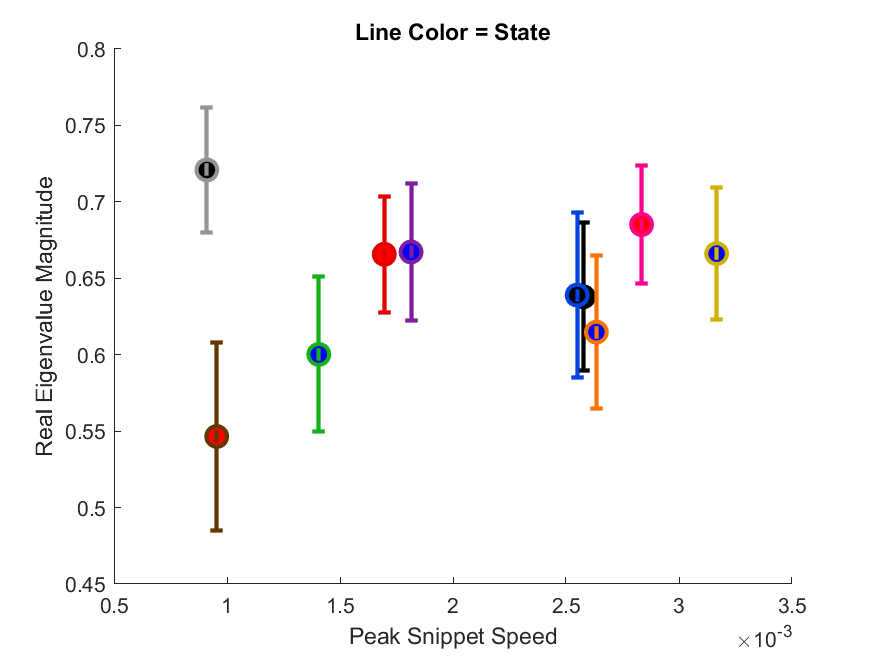 Line Color = State
0.8
0.75
0.7
0.65
0.6
0.55
0.5
0.45
Real Eigenvalue Magnitude
0.5 1 1.5 2 2.5 3 3.5
Peak Snippet Speed
×10⁻³